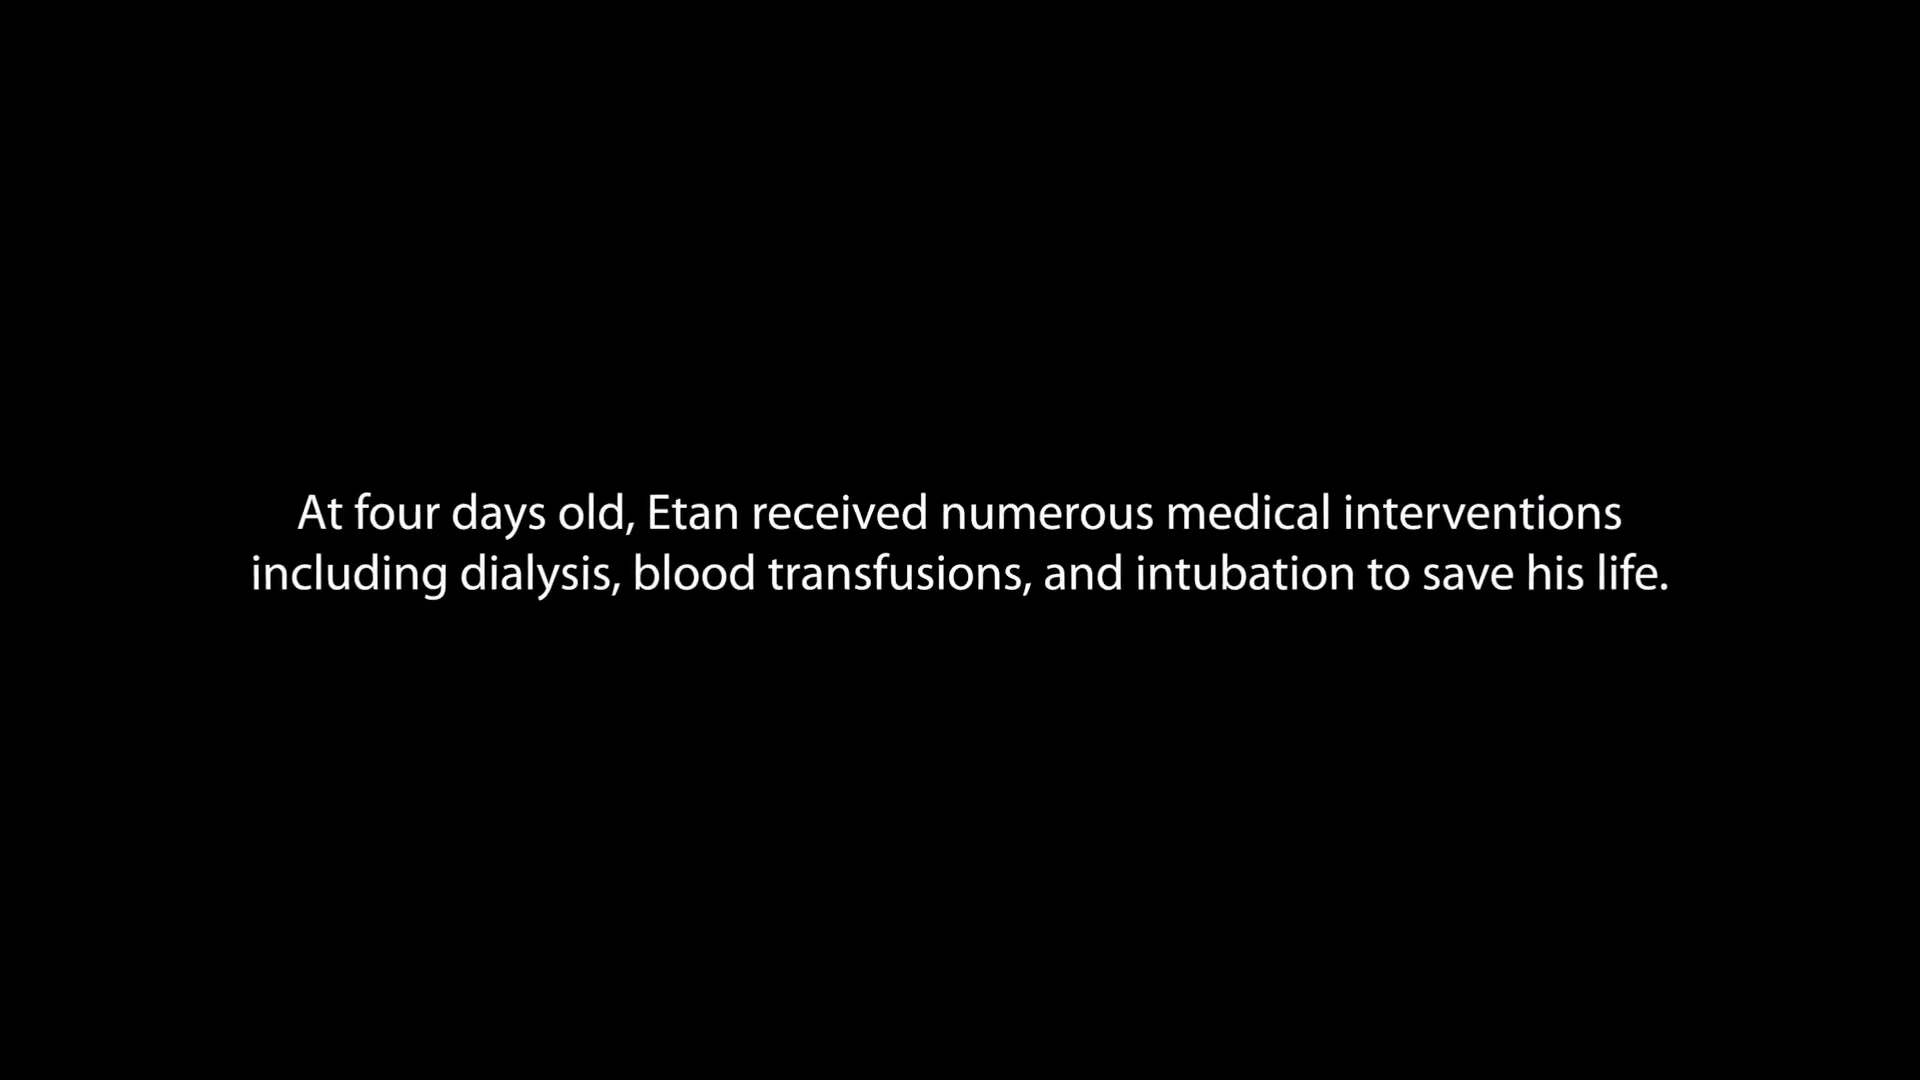 At four days old, Etan received numerous medical interventions
including dialysis, blood transfusions, and intubation to save his life.